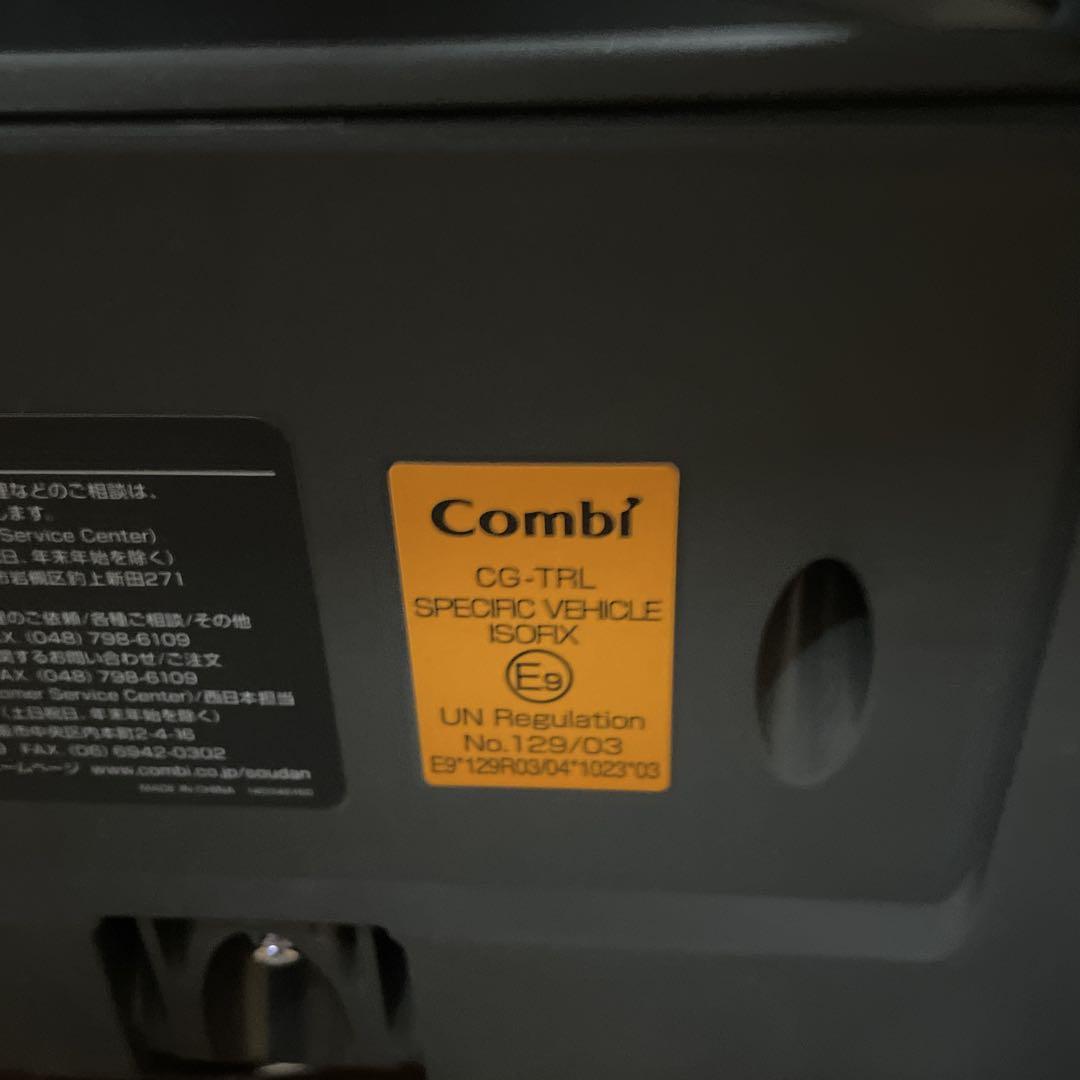 理などのご相談は、
します。
Service Center)
日、年末年始を除く)
市岩槻区釣上新田271
理のご依頼/各種ご相談/その他
AX. (048) 798-6109
関するお問い合わせ/ご注文
AX. (048) 798-6109
omer Service Center)/西日本担当
(土日祝日、年末年始を除く)
阪市中央区内本町2-4-16
FAX. (06) 6942-0302
ームページ www.combi.co.jp/soudan
MADE IN CHINA
Combi
CG-TRL
SPECIFIC VEHICLE
ISOFIX
E9
UN Regulation
No.129/03
E9*129R03/04*1023*03